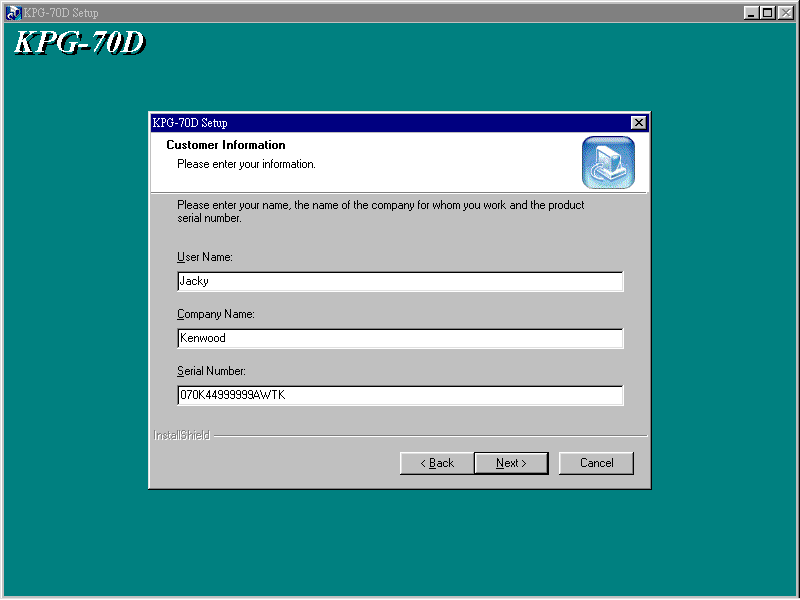 KPG-70D Setup
KPG-70D
KPG-70D Setup
Customer Information
Please enter your information.
Please enter your name, the name of the company for whom you work and the product
serial number.
User Name:
Jacky
Company Name:
Kenwood
Serial Number:
070K44999999AWTK
InstallShield
< Back
Next >
Cancel